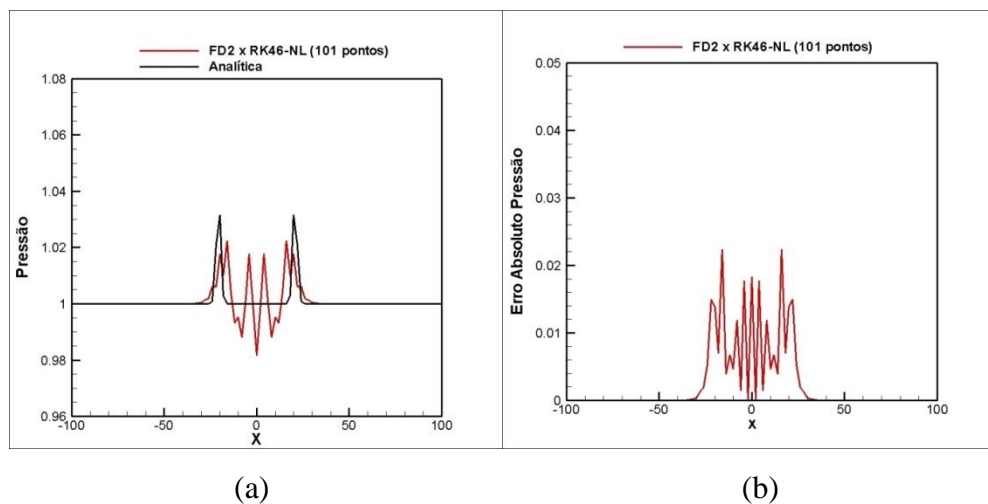 FD2 x RK46-NL (101 pontos)
Analítica
1.08
1.06
1.04
1.02
1
0.98
0.96
-100
-50
0
50
100
Pressão
X
FD2 x RK46-NL (101 pontos)
0.05
0.04
0.03
0.02
0.01
0
-100
-50
0
50
100
Erro Absoluto Pressão
x
(a)
(b)